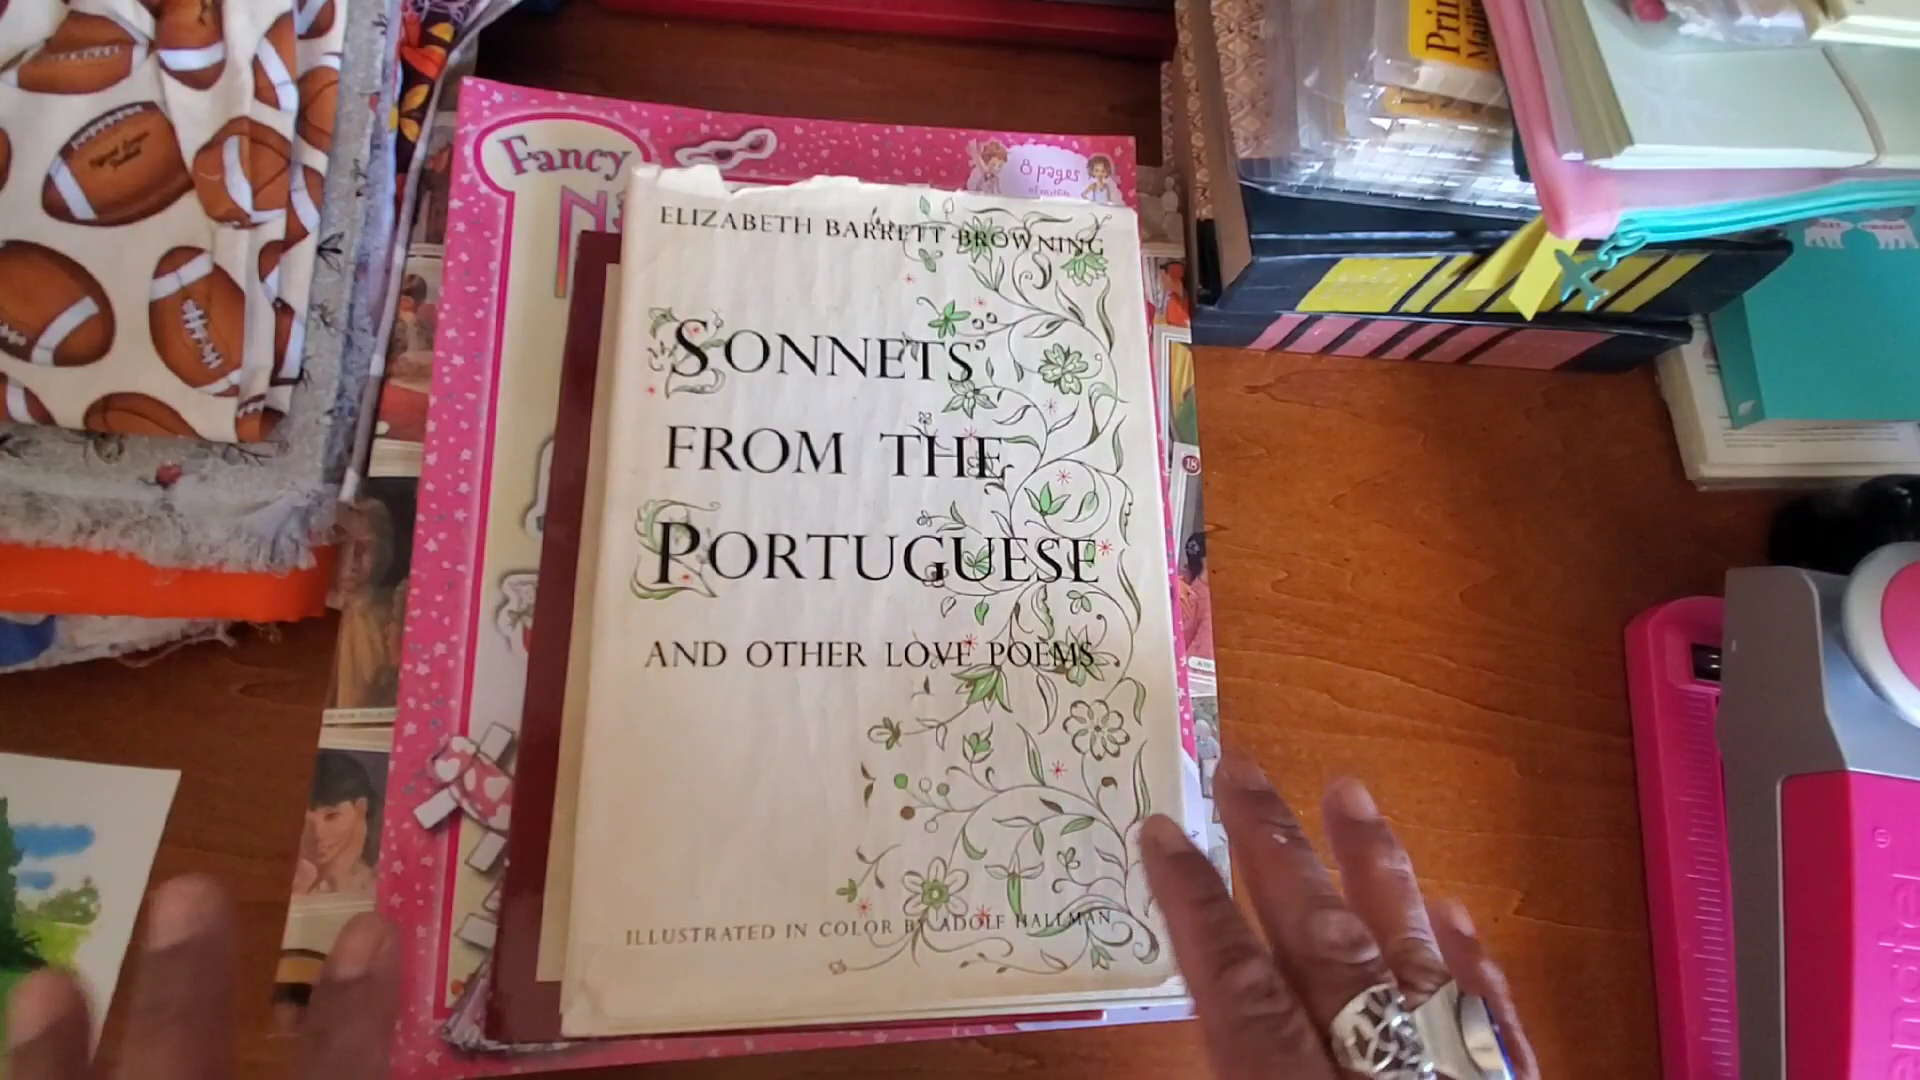 Fancy
8 pages
ELIZABETH BARRETT BROWNING
SONNETS
FROM THE
PORTUGUESE
AND OTHER LOVE POEMS
ILLUSTRATED IN COLOR BY ADOLF HALLMAN
18